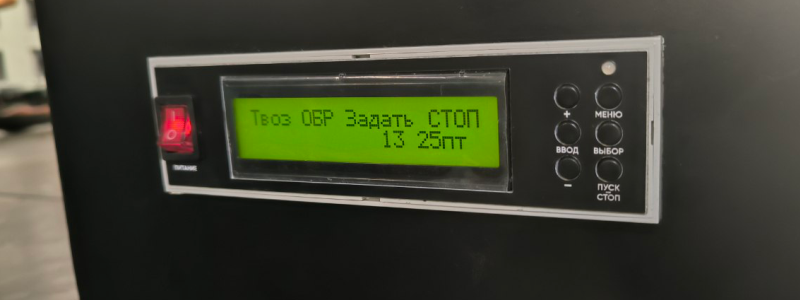 Твоз ОБР Задать СТОП
13 25пт
ПИТАНИЕ
+
МЕНЮ
ВВОД
ВЫБОР
−
ПУСК
СТОП